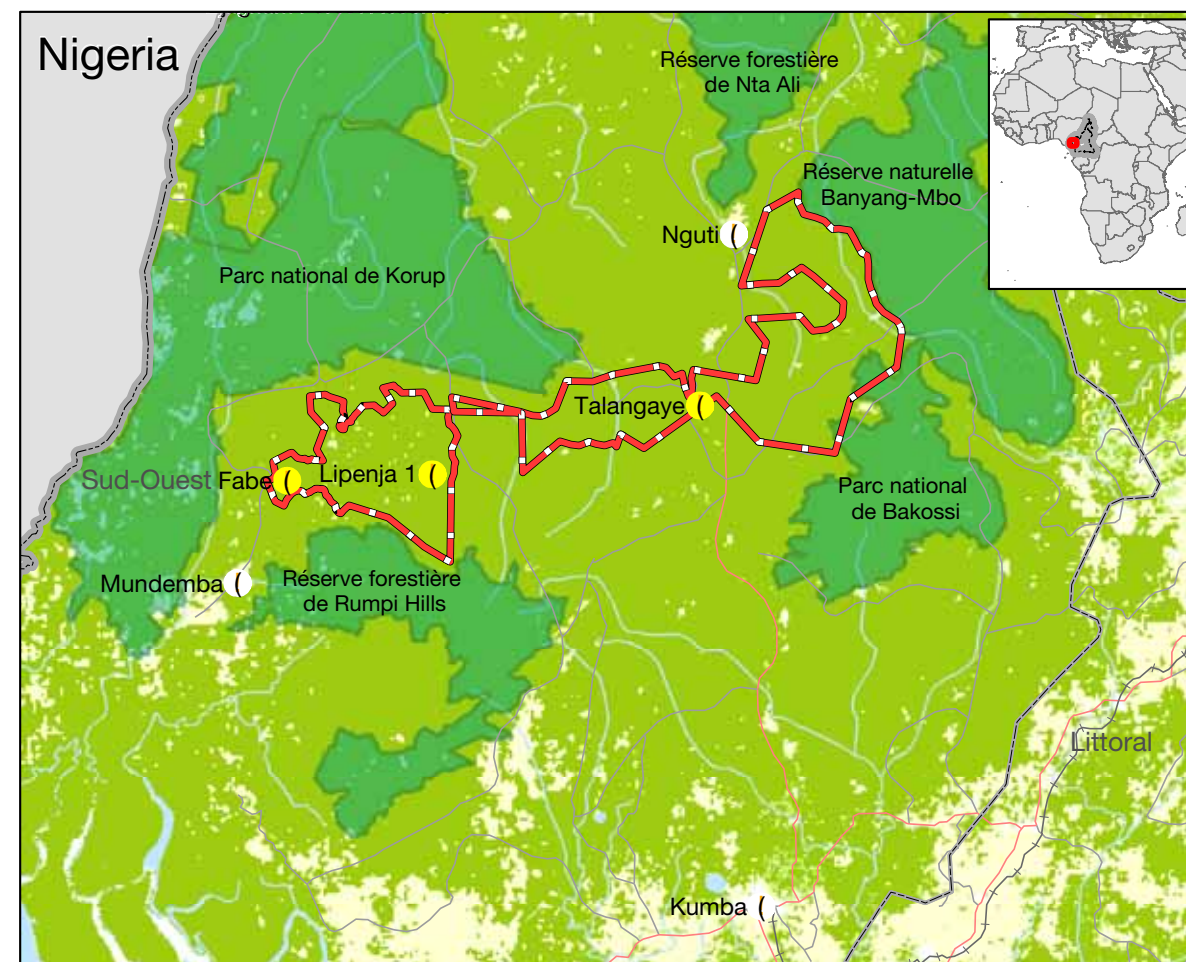 Nigeria
Réserve forestière
de Nta Ali
Réserve naturelle
Banyang-Mbo
Nguti
Parc national de Korup
Talangaye
Sud-Ouest
Fabe
Lipenja 1
Parc national
de Bakossi
Mundemba
Réserve forestière
de Rumpi Hills
Littoral
Kumba